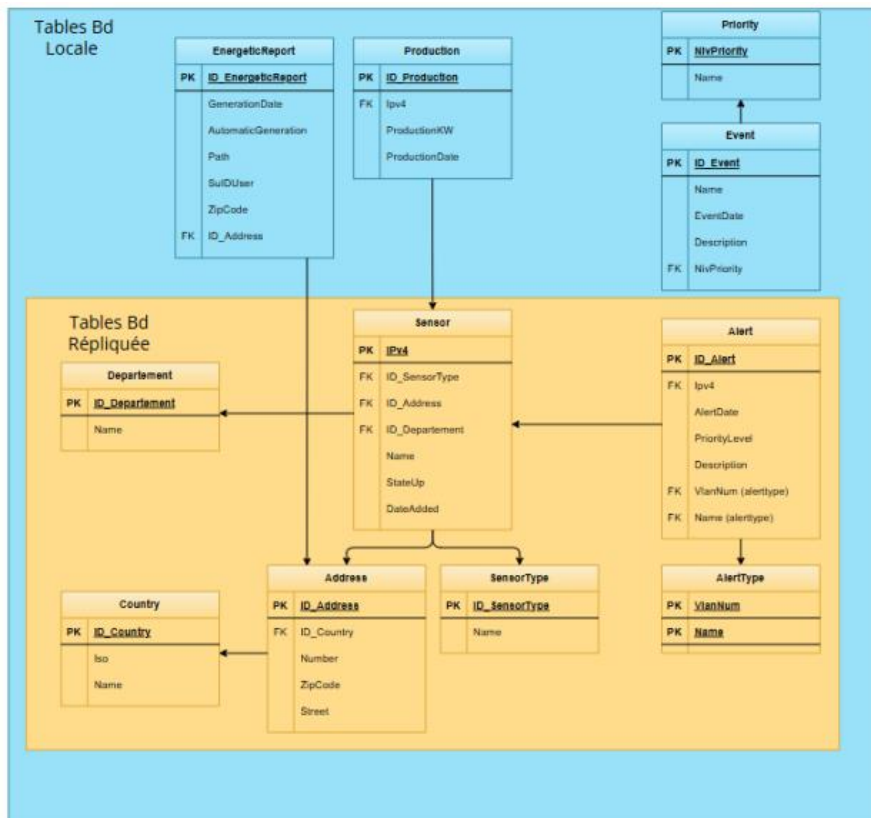 Tables Bd
Locale
EnergeticReport
PK ID_EnergeticReport
GenerationDate
AutomaticGeneration
Path
SuIDUser
ZipCode
FK ID_Address
Production
PK ID_Production
FK Ipv4
ProductionKW
ProductionDate
Priority
PK NivPriority
Name
Event
PK ID_Event
Name
EventDate
Description
FK NivPriority
Tables Bd
Répliquée
Departement
PK ID_Departement
Name
Sensor
PK IPv4
FK ID_SensorType
FK ID_Address
FK ID_Departement
Name
StateUp
DateAdded
Alert
PK ID_Alert
FK Ipv4
AlertDate
PriorityLevel
Description
FK VlanNum (alerttype)
FK Name (alerttype)
Country
PK ID_Country
Iso
Name
Address
PK ID_Address
FK ID_Country
Number
ZipCode
Street
SensorType
PK ID_SensorType
Name
AlertType
PK VlanNum
PK Name